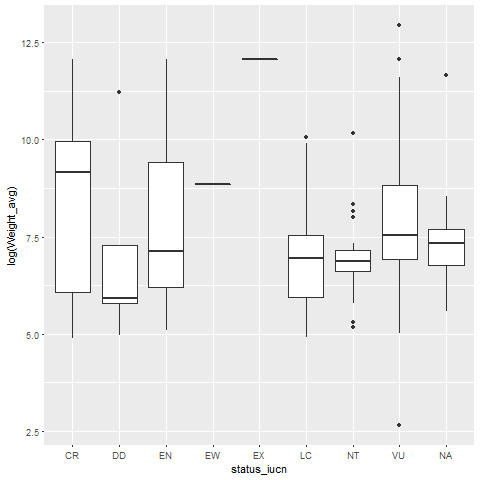 12.5
10.0
7.5
5.0
2.5
log(Weight_avg)
CR DD EN EW EX LC NT VU NA
status_iucn